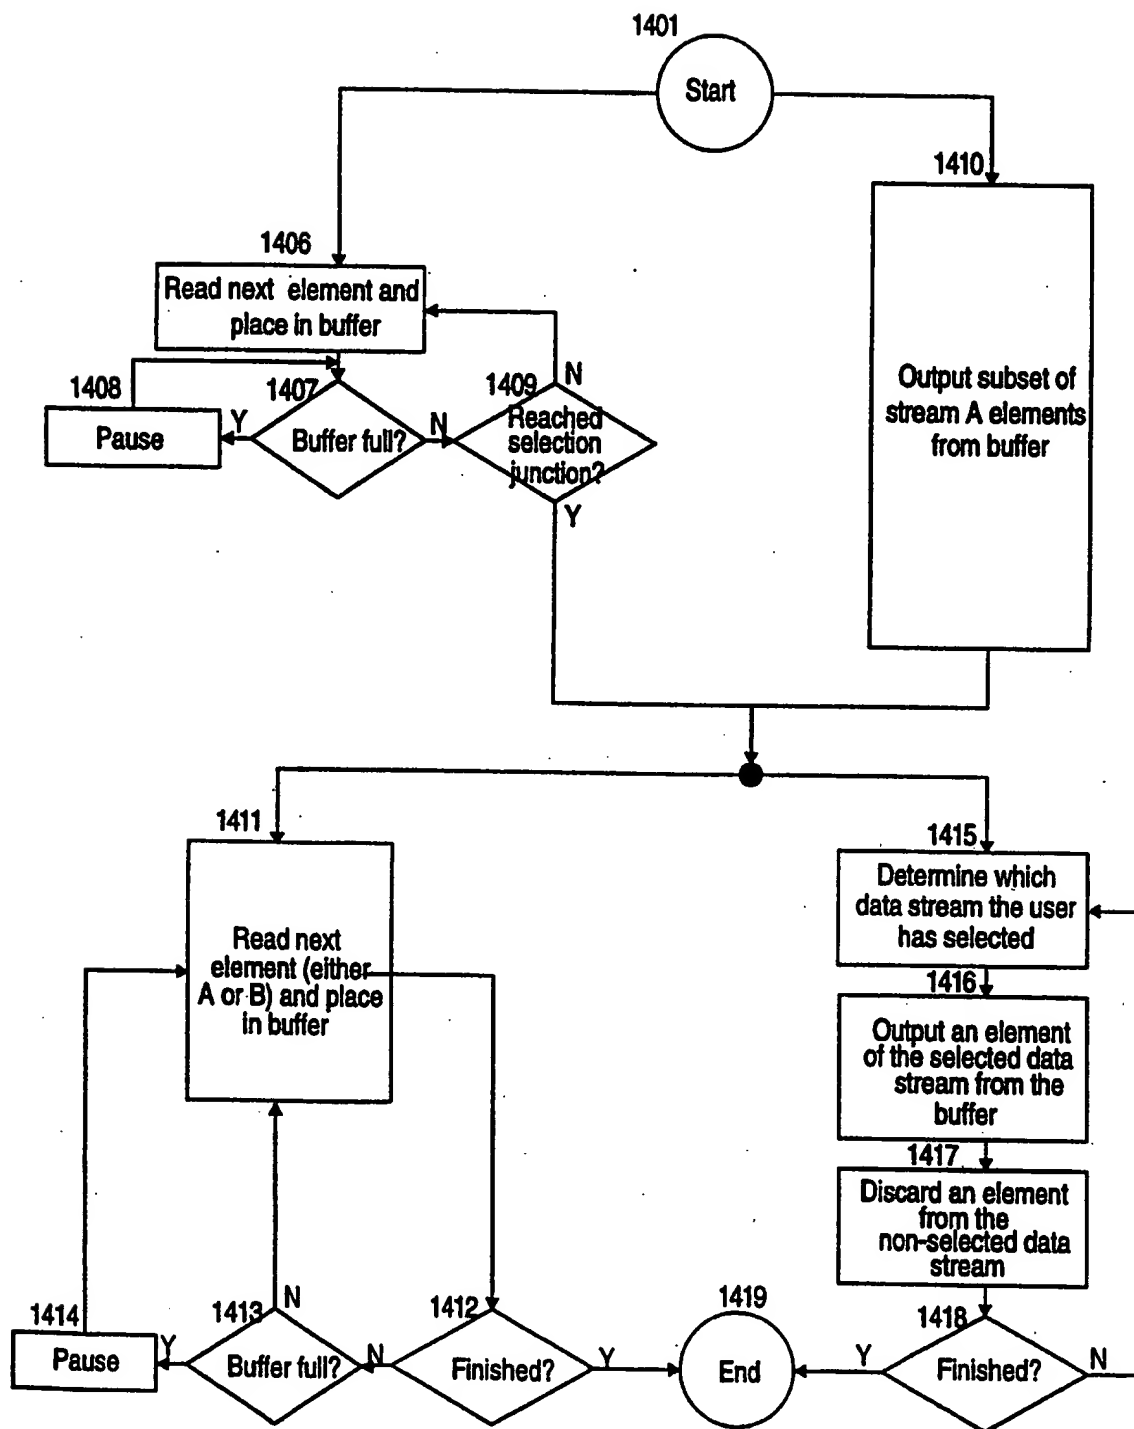 1401
Start
1410
1406
Read next element and
place in buffer
1408
1407
1409
N
Output subset of
stream A elements
from buffer
Pause
Y
Buffer full?
N
Reached
selection
junction?
Y
1411
1415
Determine which
data stream the user
has selected
Read next
element (either
A or B) and place
in buffer
1416
Output an element
of the selected data
stream from the
buffer
1417
Discard an element
from the
non-selected data
stream
1414
1413
N
1412
1419
1418
Pause
Y
Buffer full?
N
Finished?
Y
End
Y
Finished?
N